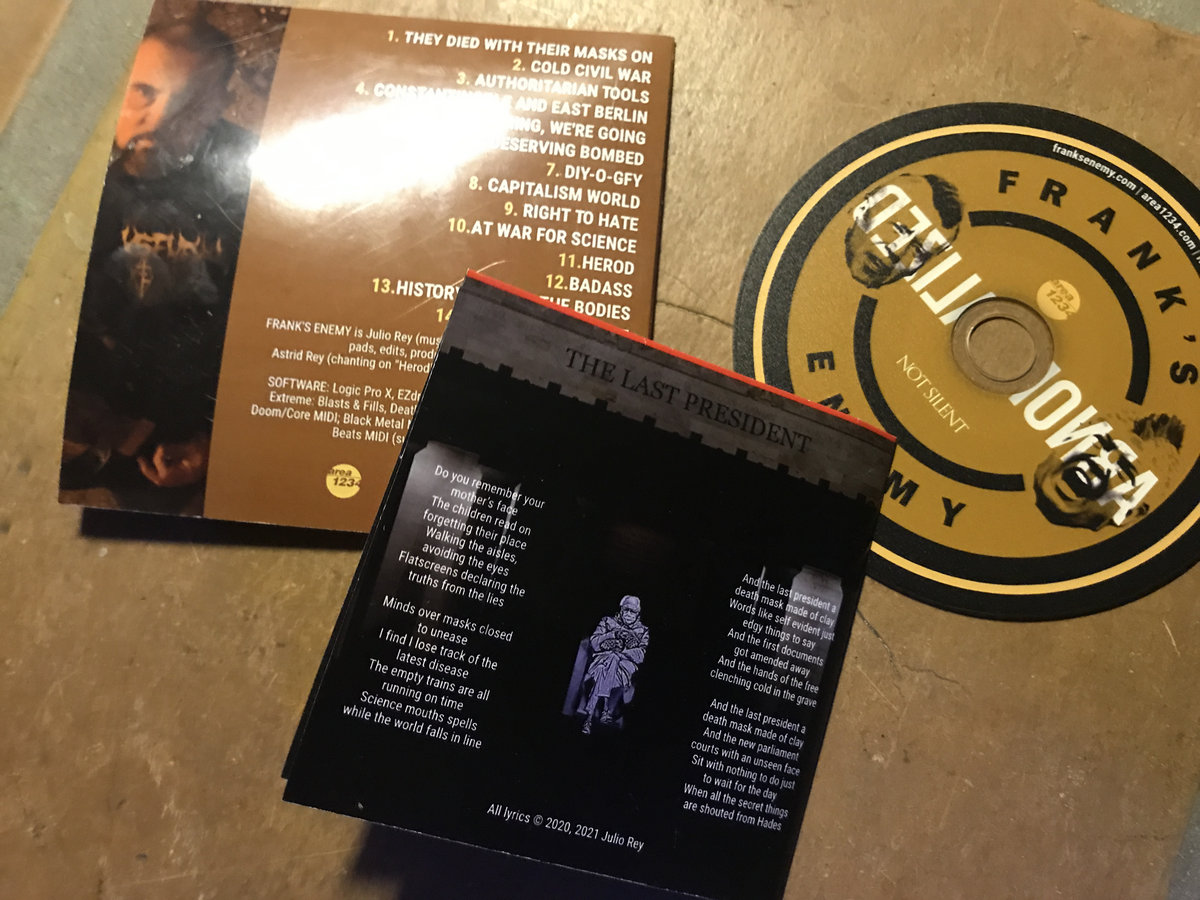 1. THEY DIED WITH THEIR MASKS ON
2. COLD CIVIL WAR
3. AUTHORITARIAN TOOLS
4. AND EAST BERLIN
WE'RE GOING
DESERVING BOMBED
7. DIY-O-GFY
8. CAPITALISM WORLD
9. RIGHT TO HATE
10.AT WAR FOR SCIENCE
11.HEROD
12.BADASS
13. THE BODIES
FRANK'S ENEMY is Julio Rey
pads, edits,
Astrid Rey (chanting on "Herod"
SOFTWARE: Logic Pro X,
Extreme: Blasts & Fills,
Doom/Core MIDI; Black Metal
Beats MIDI
area
1234
THE LAST PRESIDENT
Do you remember your
mother's face
The children read on
forgetting their place
Walking the aisles,
avoiding the eyes
Flatscreens declaring the
truths from the lies
Minds over masks closed
to unease
I find I lose track of the
latest disease
The empty trains are all
running on time
Science mouths spells
while the world falls in line
And the last president a
death mask made of clay
Words like self evident just
edgy things to say
And the first documents
got amended away
And the hands of the free
clenching cold in the grave
And the last president a
death mask made of clay
And the new parliament
courts with an unseen face
Sit with nothing to do just
to wait for the day
When all the secret things
are shouted from Hades
All lyrics © 2020, 2021 Julio Rey
franksenemy.com | area1234.com
FRANK'S
ENEMY
area
1234
NOT SILENT